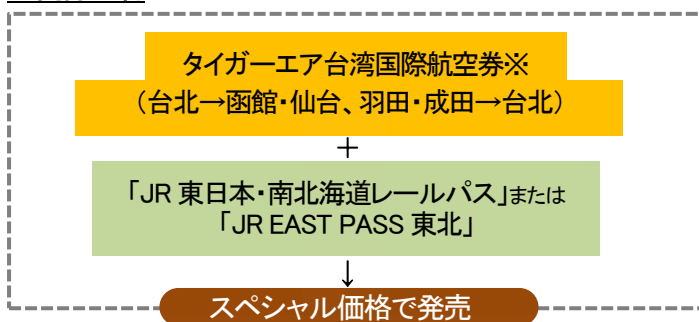 タイガーエア台湾国際航空券※
（台北→函館・仙台、羽田・成田→台北）
＋
「JR 東日本・南北海道レールパス」または
「JR EAST PASS 東北」
↓
スペシャル価格で発売